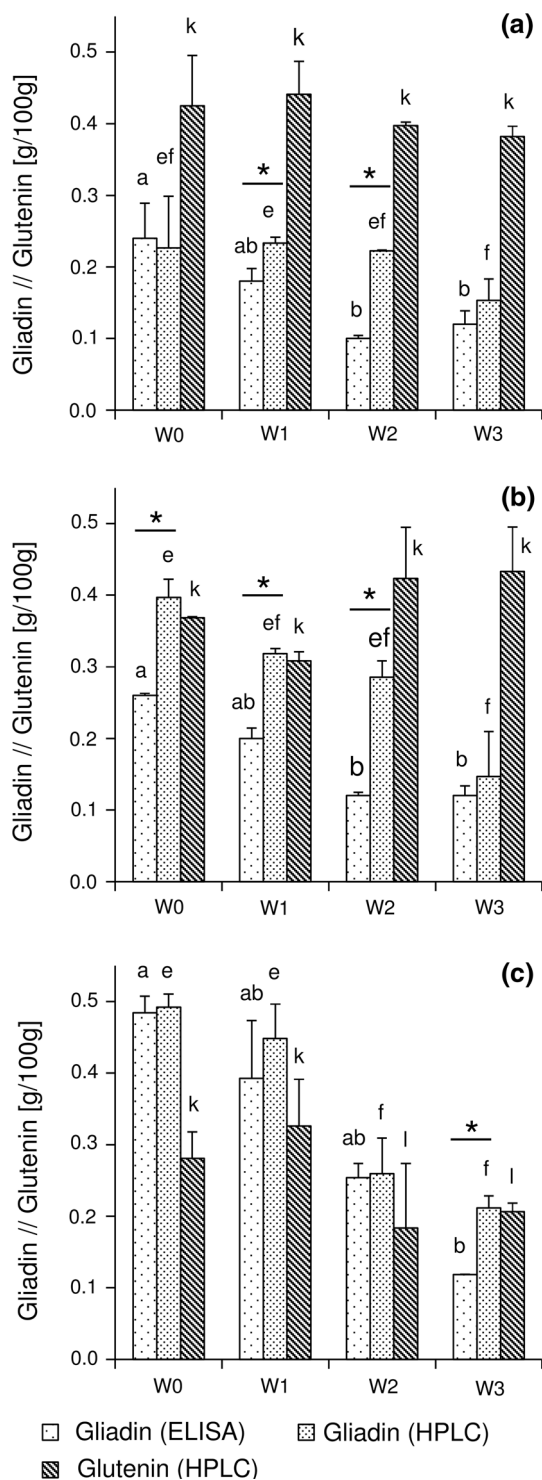 (a)
Gliadin // Glutenin [g/100g]
0.5
0.4
0.3
0.2
0.1
0.0
a ef k
* ab e k
* b ef k
b f k
W0 W1 W2 W3
(b)
Gliadin // Glutenin [g/100g]
0.5
0.4
0.3
0.2
0.1
0.0
* a e k
* ab ef k
* b ef k
b f k
W0 W1 W2 W3
(c)
Gliadin // Glutenin [g/100g]
0.5
0.4
0.3
0.2
0.1
0.0
a e k
ab e k
ab f l
* b f l
W0 W1 W2 W3
Gliadin (ELISA) Gliadin (HPLC)
Glutenin (HPLC)